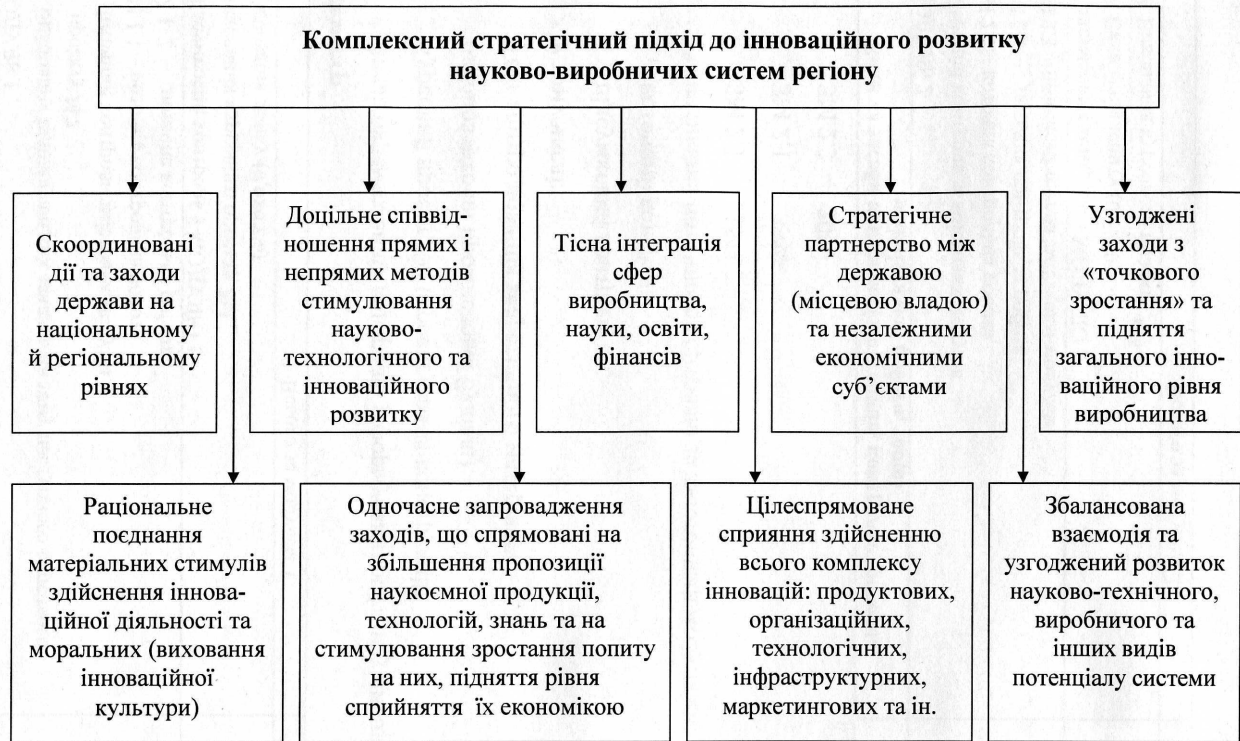 Комплексний стратегічний підхід до інноваційного розвитку
науково-виробничих систем регіону
Скоординовані
дії та заходи
держави на
національному
й регіональному
рівнях
Доцільне співвід-
ношення прямих і
непрямих методів
стимулювання
науково-
технологічного та
інноваційного
розвитку
Тісна інтеграція
сфер
виробництва,
науки, освіти,
фінансів
Стратегічне
партнерство між
державою
(місцевою владою)
та незалежними
економічними
суб’єктами
Узгоджені
заходи з
«точкового
зростання» та
підняття
загального інно-
ваційного рівня
виробництва
Раціональне
поєднання
матеріальних стимулів
здійснення іннова-
ційної діяльності та
моральних (виховання
інноваційної
культури)
Одночасне запровадження
заходів, що спрямовані на
збільшення пропозиції
наукоємної продукції,
технологій, знань та на
стимулювання зростання попиту
на них, підняття рівня
сприйняття їх економікою
Цілеспрямоване
сприяння здійсненню
всього комплексу
інновацій: продуктових,
організаційних,
технологічних,
інфраструктурних,
маркетингових та ін.
Збалансована
взаємодія та
узгоджений розвиток
науково-технічного,
виробничого та
інших видів
потенціалу системи